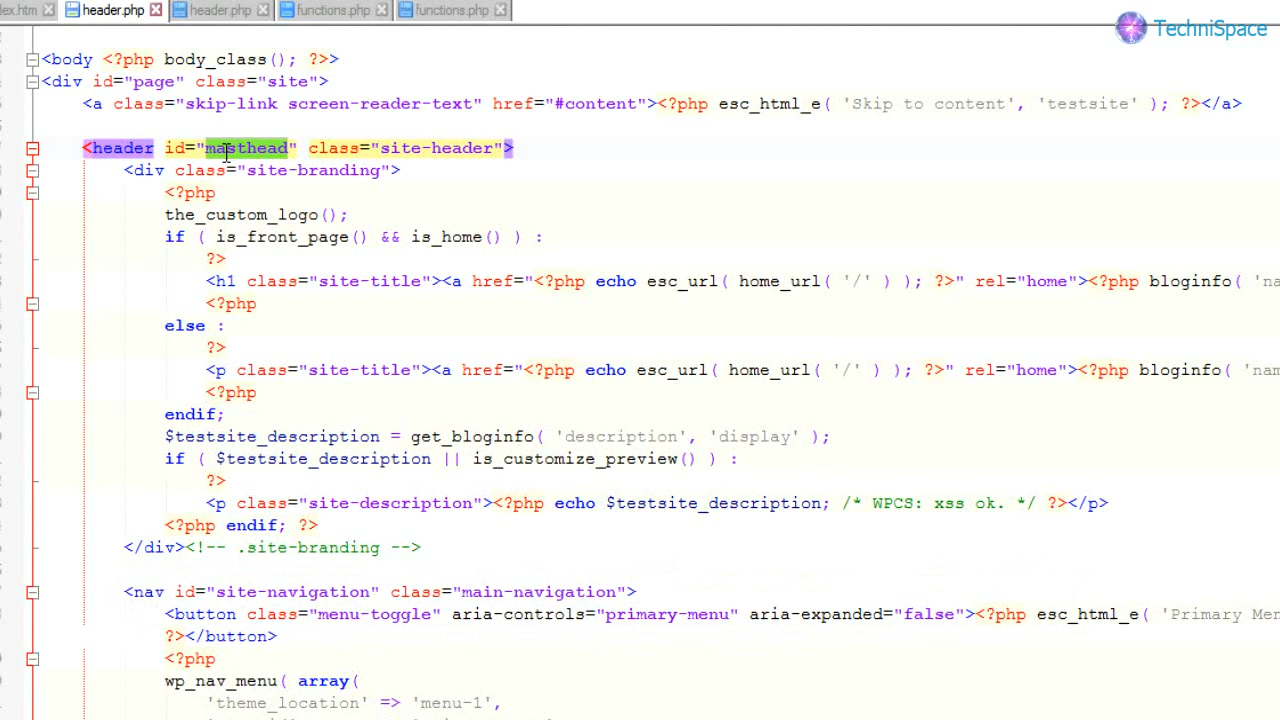 ex.htm header.php header.php functions.php functions.php
TechniSpace
<body <?php body_class(); ?>>
<div id="page" class="site">
<a class="skip-link screen-reader-text" href="#content"><?php esc_html_e( 'Skip to content', 'testsite' ); ?></a>
<header id="masthead" class="site-header">
<div class="site-branding">
<?php
the_custom_logo();
if ( is_front_page() && is_home() ) :
?>
<h1 class="site-title"><a href="<?php echo esc_url( home_url( '/' ) ); ?>" rel="home"><?php bloginfo( 'na
<?php
else :
?>
<p class="site-title"><a href="<?php echo esc_url( home_url( '/' ) ); ?>" rel="home"><?php bloginfo( 'nam
<?php
endif;
$testsite_description = get_bloginfo( 'description', 'display' );
if ( $testsite_description || is_customize_preview() ) :
?>
<p class="site-description"><?php echo $testsite_description; /* WPCS: xss ok. */ ?></p>
<?php endif; ?>
</div><!-- .site-branding -->
<nav id="site-navigation" class="main-navigation">
<button class="menu-toggle" aria-controls="primary-menu" aria-expanded="false"><?php esc_html_e( 'Primary Men
?></button>
<?php
wp_nav_menu( array(
'theme_location' => 'menu-1',